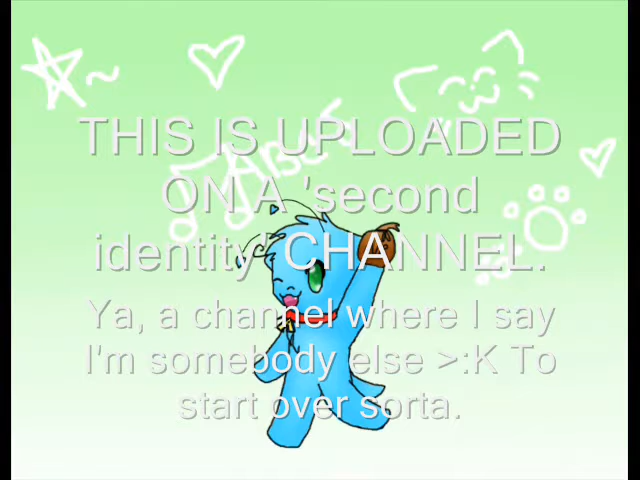 THIS IS UPLOADED
ON A 'second
identity' CHANNEL.
Ya, a channel where I say
I'm somebody else >:K To
start over sorta.